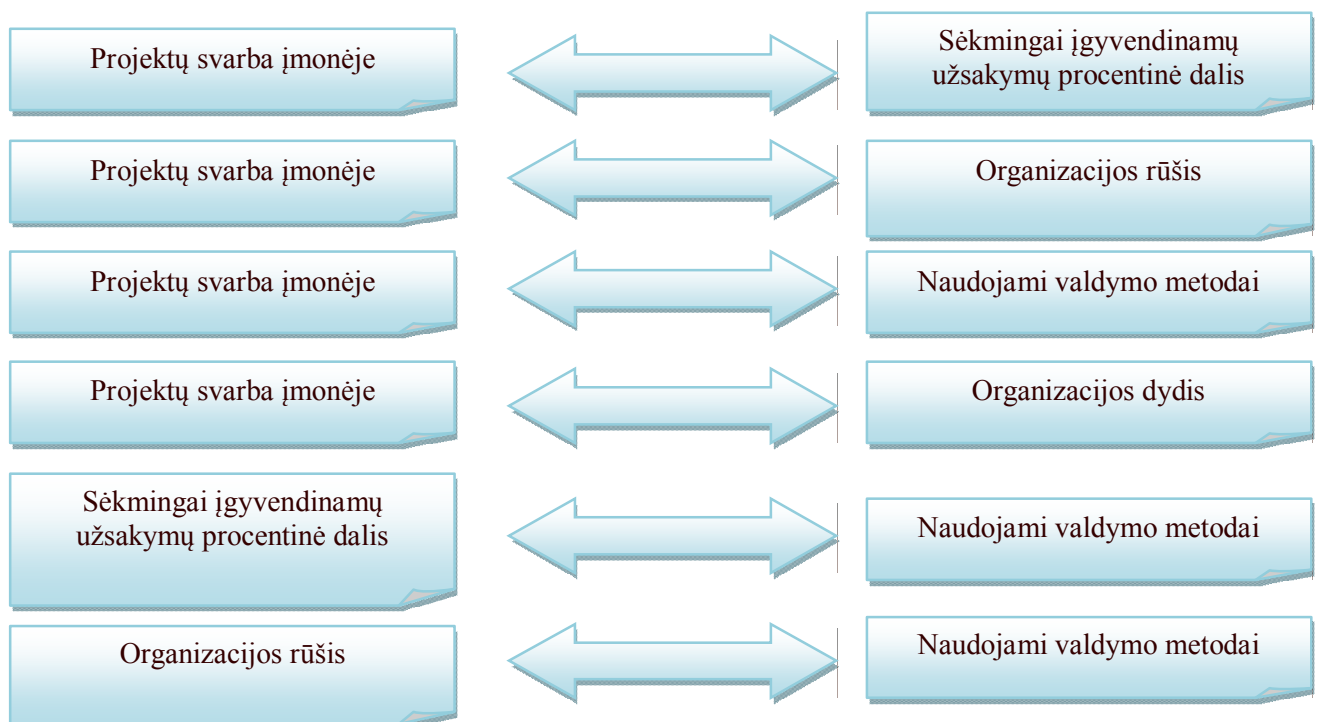 Projektų svarba įmonėje
Sėkmingai įgyvendinamų
užsakymų procentinė dalis
Projektų svarba įmonėje
Organizacijos rūšis
Projektų svarba įmonėje
Naudojami valdymo metodai
Projektų svarba įmonėje
Organizacijos dydis
Sėkmingai įgyvendinamų
užsakymų procentinė dalis
Naudojami valdymo metodai
Organizacijos rūšis
Naudojami valdymo metodai